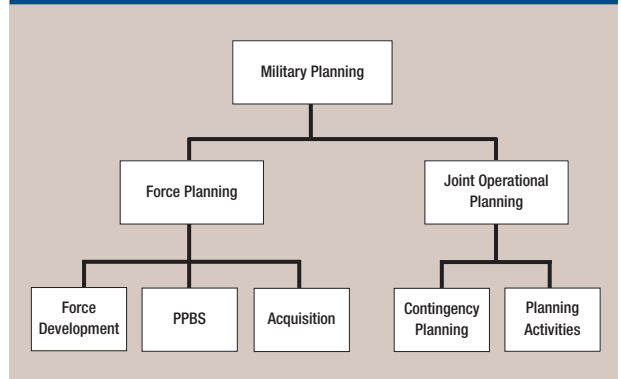 Military Planning
Force Planning
Joint Operational
Planning
Force
Development
PPBS
Acquisition
Contingency
Planning
Planning
Activities